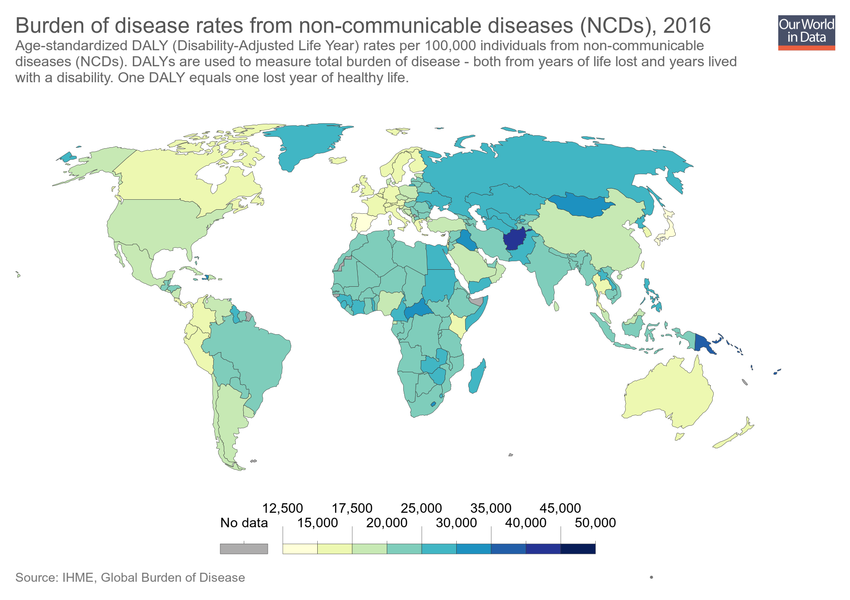 Burden of disease rates from non-communicable diseases (NCDs), 2016
Our World
in Data
Age-standardized DALY (Disability-Adjusted Life Year) rates per 100,000 individuals from non-communicable
diseases (NCDs). DALYs are used to measure total burden of disease - both from years of life lost and years lived
with a disability. One DALY equals one lost year of healthy life.
12,500 17,500 25,000 35,000 45,000
No data 15,000 20,000 30,000 40,000 50,000
Source: IHME, Global Burden of Disease